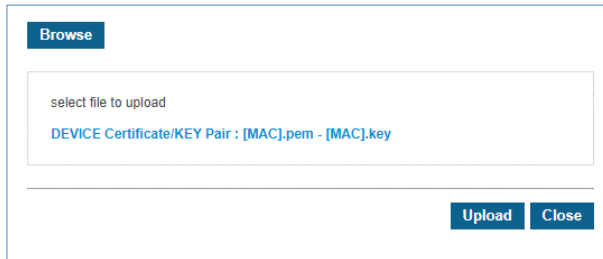 Browse
select file to upload
DEVICE Certificate/KEY Pair : [MAC].pem - [MAC].key
Upload Close